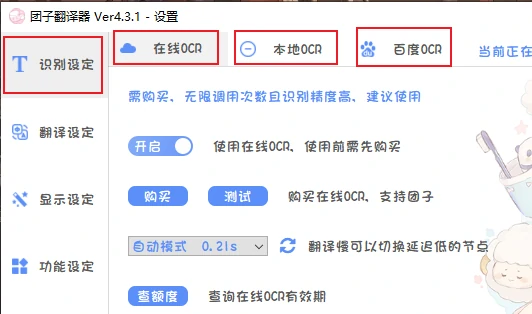 团子翻译器 Ver4.3.1 - 设置
识别设定
在线OCR
本地OCR
百度OCR
当前正在
需购买、无限调用次数且识别精度高、建议使用
翻译设定
开启
使用在线OCR、使用前需先购买
显示设定
购买
测试
购买在线OCR、支持团子
自动模式 0.21s
翻译慢可以切换延迟低的节点
功能设定
查额度
查询在线OCR有效期